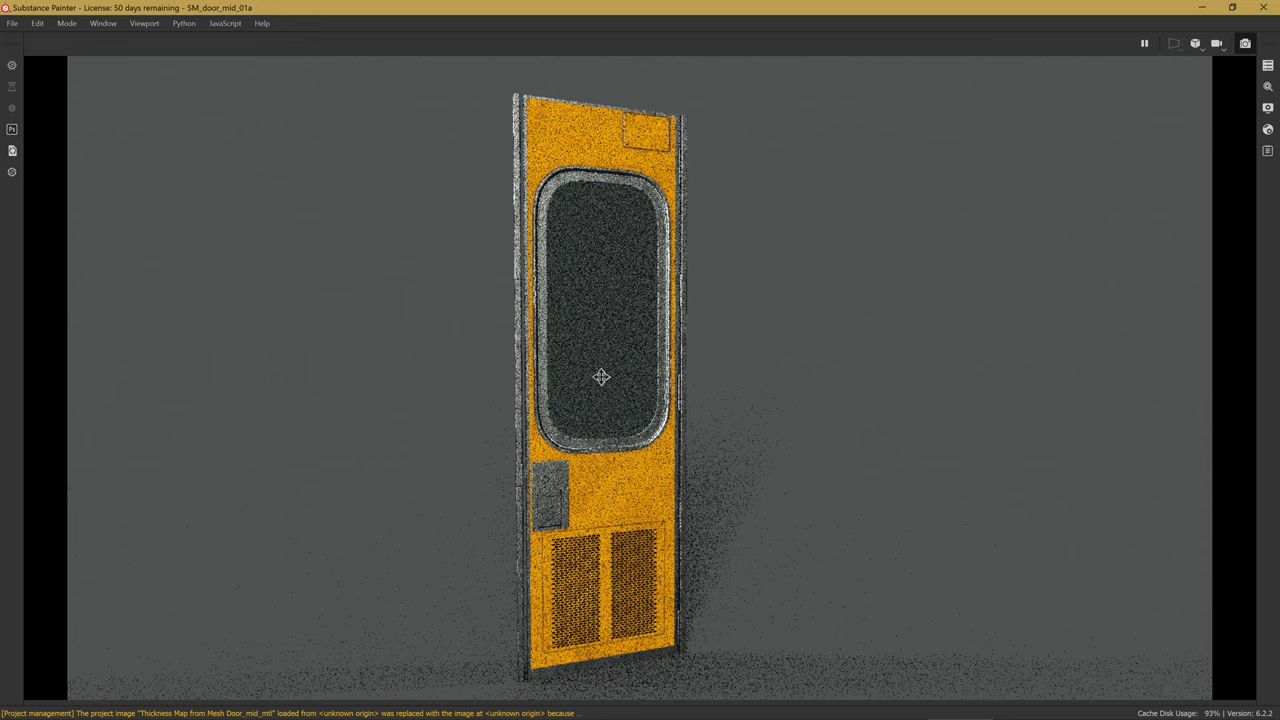 Substance Painter - License: 50 days remaining - SM_door_mid_01a
File Edit Mode Window Viewport Python JavaScript Help
Ps
[Project management] The project image "Thickness Map from Mesh Door_mid_mtl" loaded from <unknown origin> was replaced with the image at <unknown origin> because ...
Cache Disk Usage: 93% | Version: 6.2.2